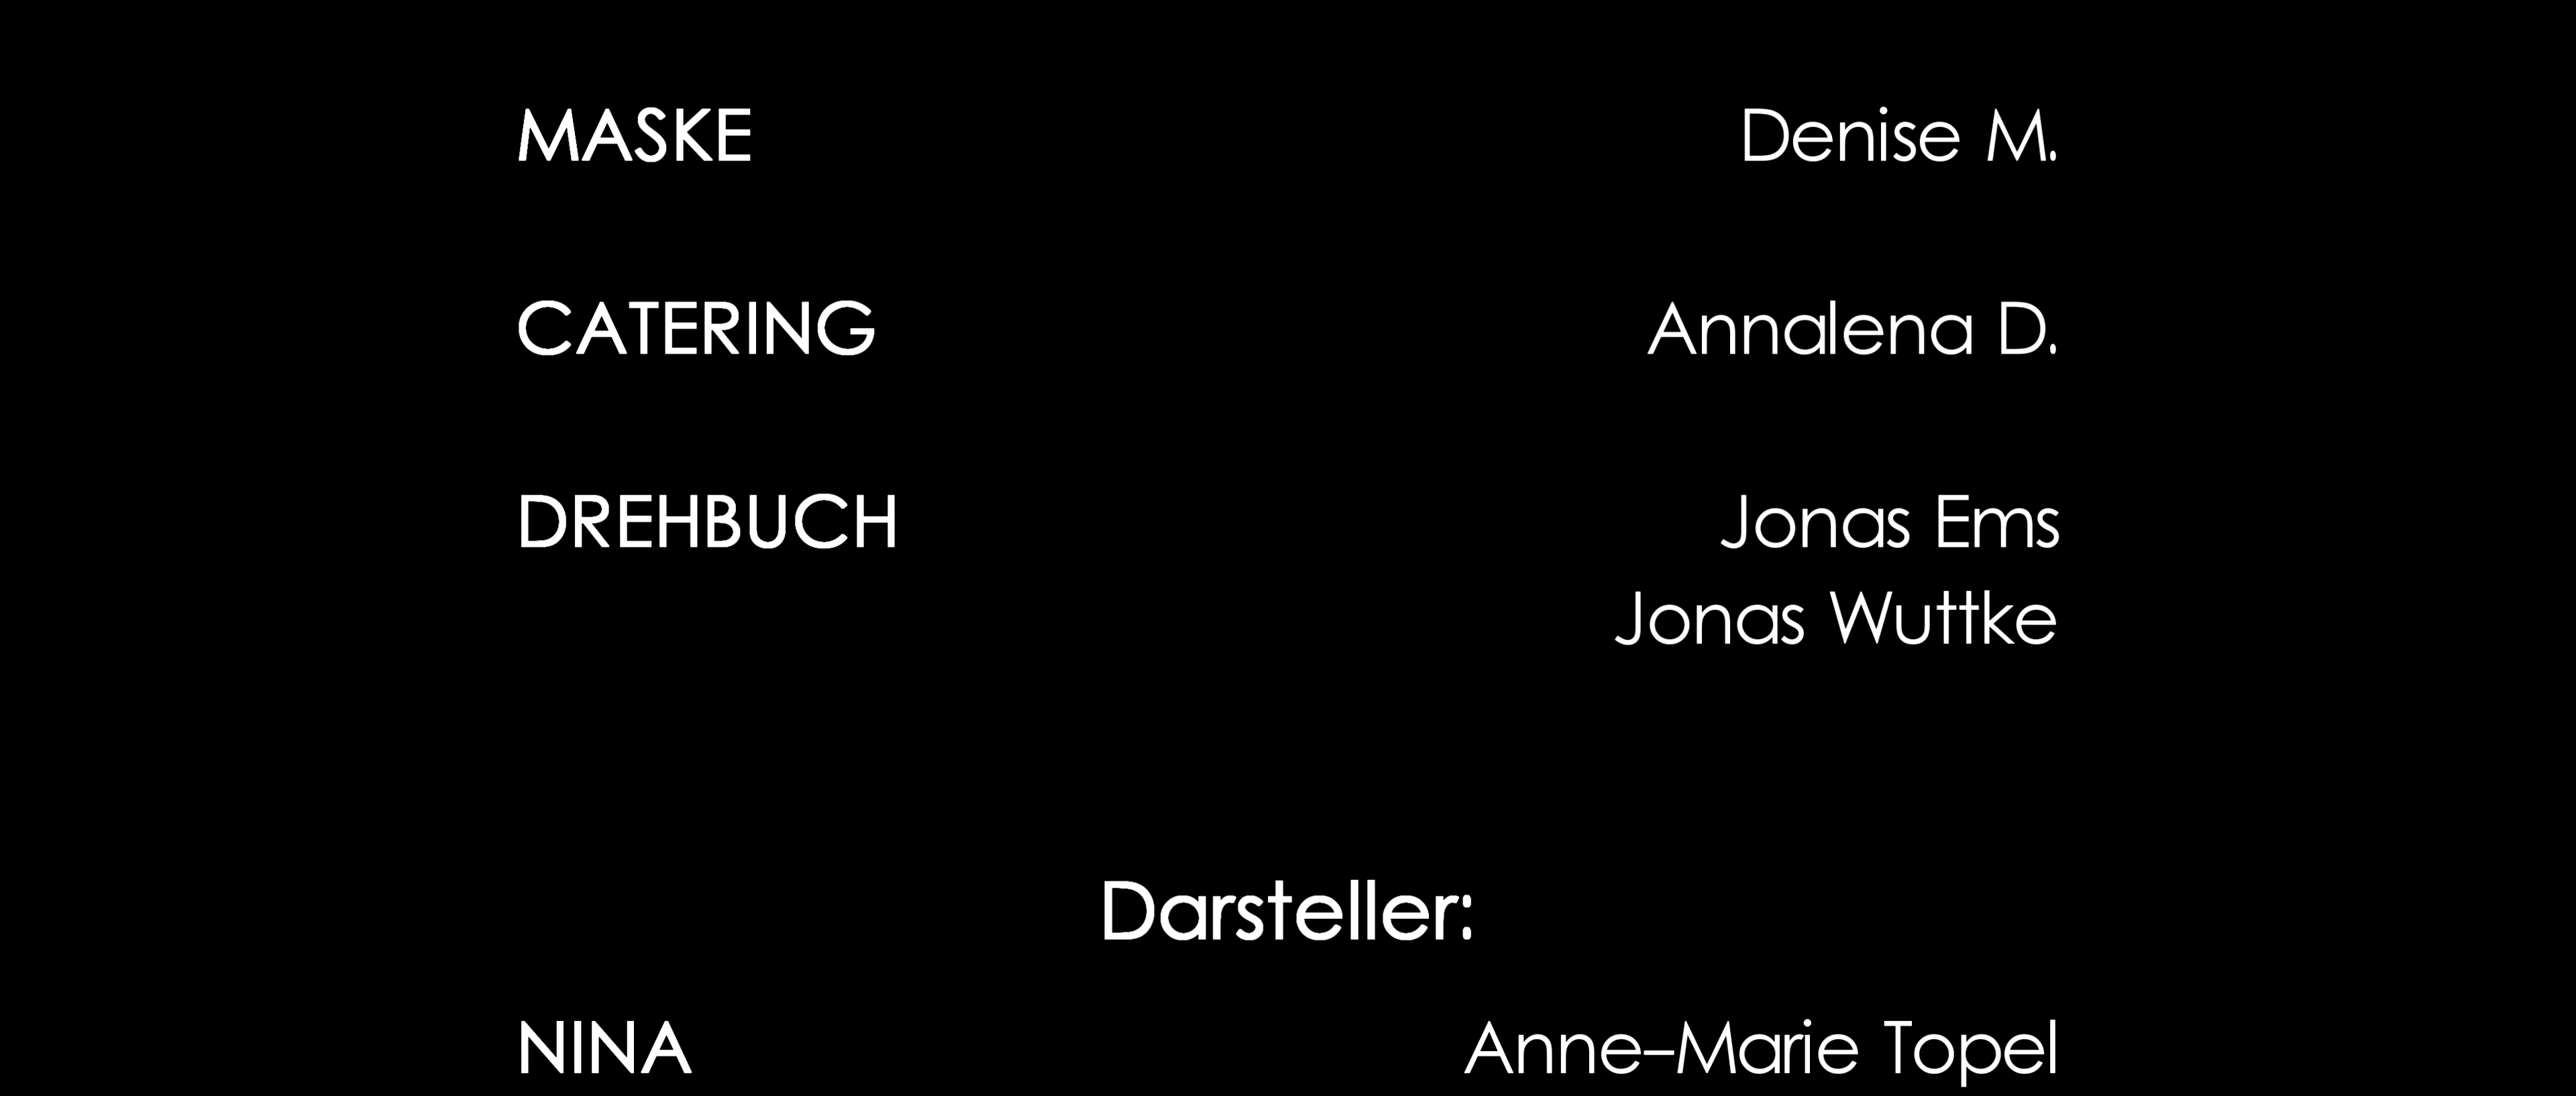 MASKE Denise M.
CATERING Annalena D.
DREHBUCH Jonas Ems
Jonas Wuttke
Darsteller:
NINA Anne–Marie Topel